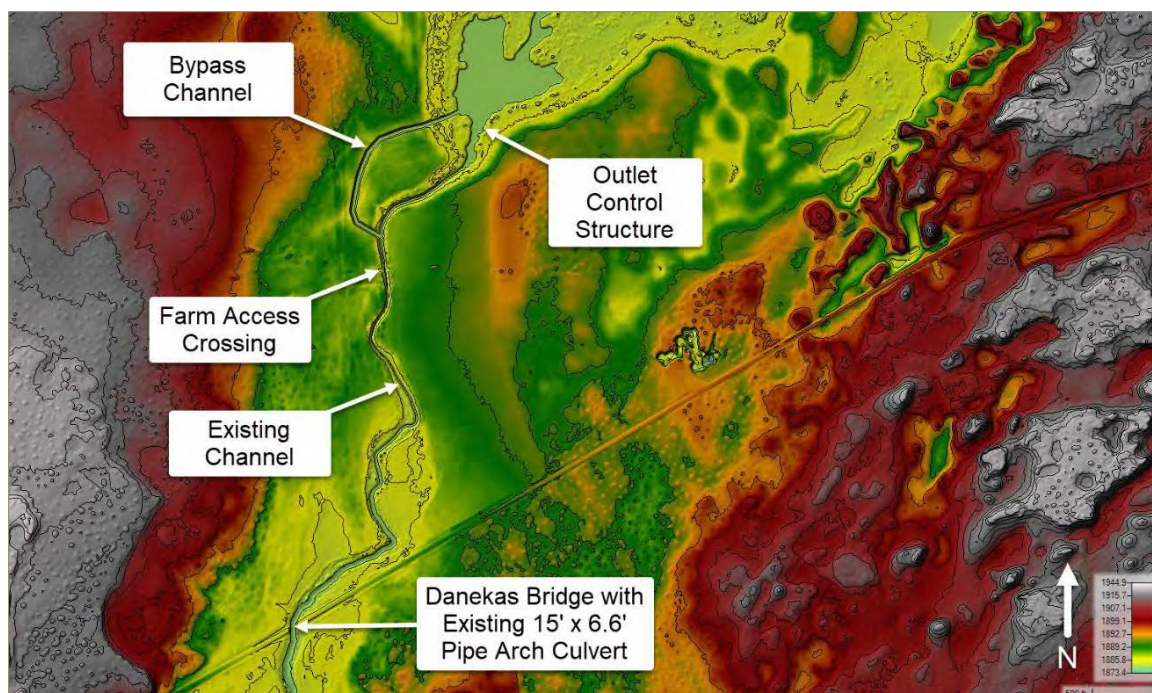 Bypass
Channel
Outlet
Control
Structure
Farm Access
Crossing
Existing
Channel
Danekas Bridge with
Existing 15' x 6.6'
Pipe Arch Culvert
N
1944.9
1915.7
1907.1
1899.1
1892.7
1889.2
1885.8
1873.4